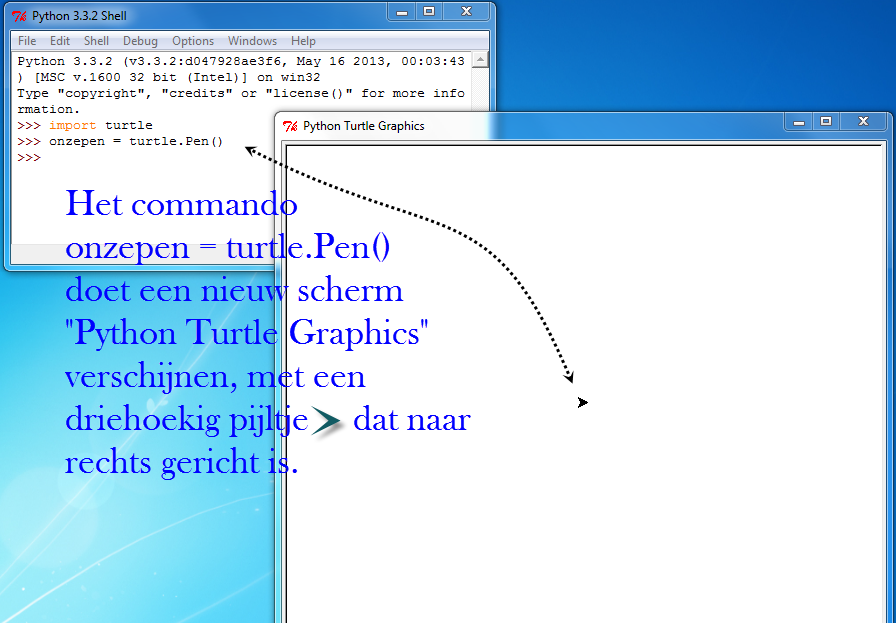 Python 3.3.2 Shell
File Edit Shell Debug Options Windows Help
Python 3.3.2 (v3.3.2:d047928ae3f6, May 16 2013, 00:03:43
) [MSC v.1600 32 bit (Intel)] on win32
Type "copyright", "credits" or "license()" for more info
rmation.
>>> import turtle
>>> onzepen = turtle.Pen()
>>>
Python Turtle Graphics
Het commando
onzepen = turtle.Pen()
doet een nieuw scherm
"Python Turtle Graphics"
verschijnen, met een
driehoekig pijltje dat naar
rechts gericht is.